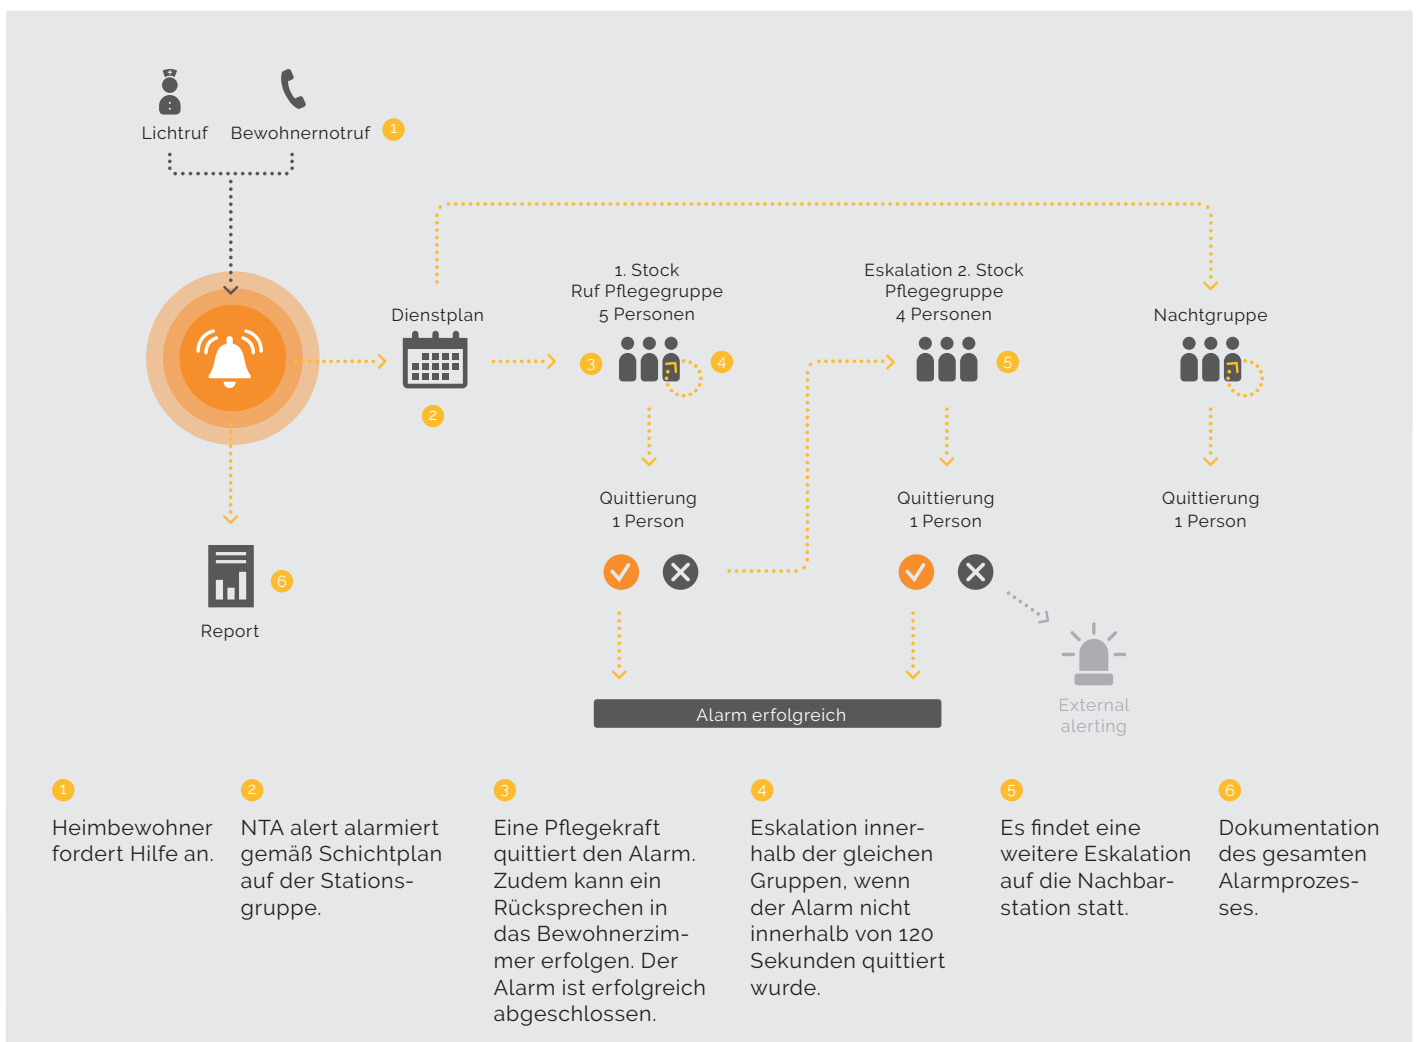 Lichtruf
Bewohnernotruf
1
1. Stock
Ruf Pflegegruppe
5 Personen
Eskalation 2. Stock
Pflegegruppe
4 Personen
Dienstplan
Nachtgruppe
3
4
5
2
Quittierung
1 Person
Quittierung
1 Person
Quittierung
1 Person
6
Report
Alarm erfolgreich
External
alerting
1
Heimbewohner
fordert Hilfe an.
2
NTA alert alarmiert
gemäß Schichtplan
auf der Stations-
gruppe.
3
Eine Pflegekraft
quittiert den Alarm.
Zudem kann ein
Rücksprechen in
das Bewohnerzim-
mer erfolgen. Der
Alarm ist erfolgreich
abgeschlossen.
4
Eskalation inner-
halb der gleichen
Gruppen, wenn
der Alarm nicht
innerhalb von 120
Sekunden quittiert
wurde.
5
Es findet eine
weitere Eskalation
auf die Nachbar-
station statt.
6
Dokumentation
des gesamten
Alarmprozes-
ses.